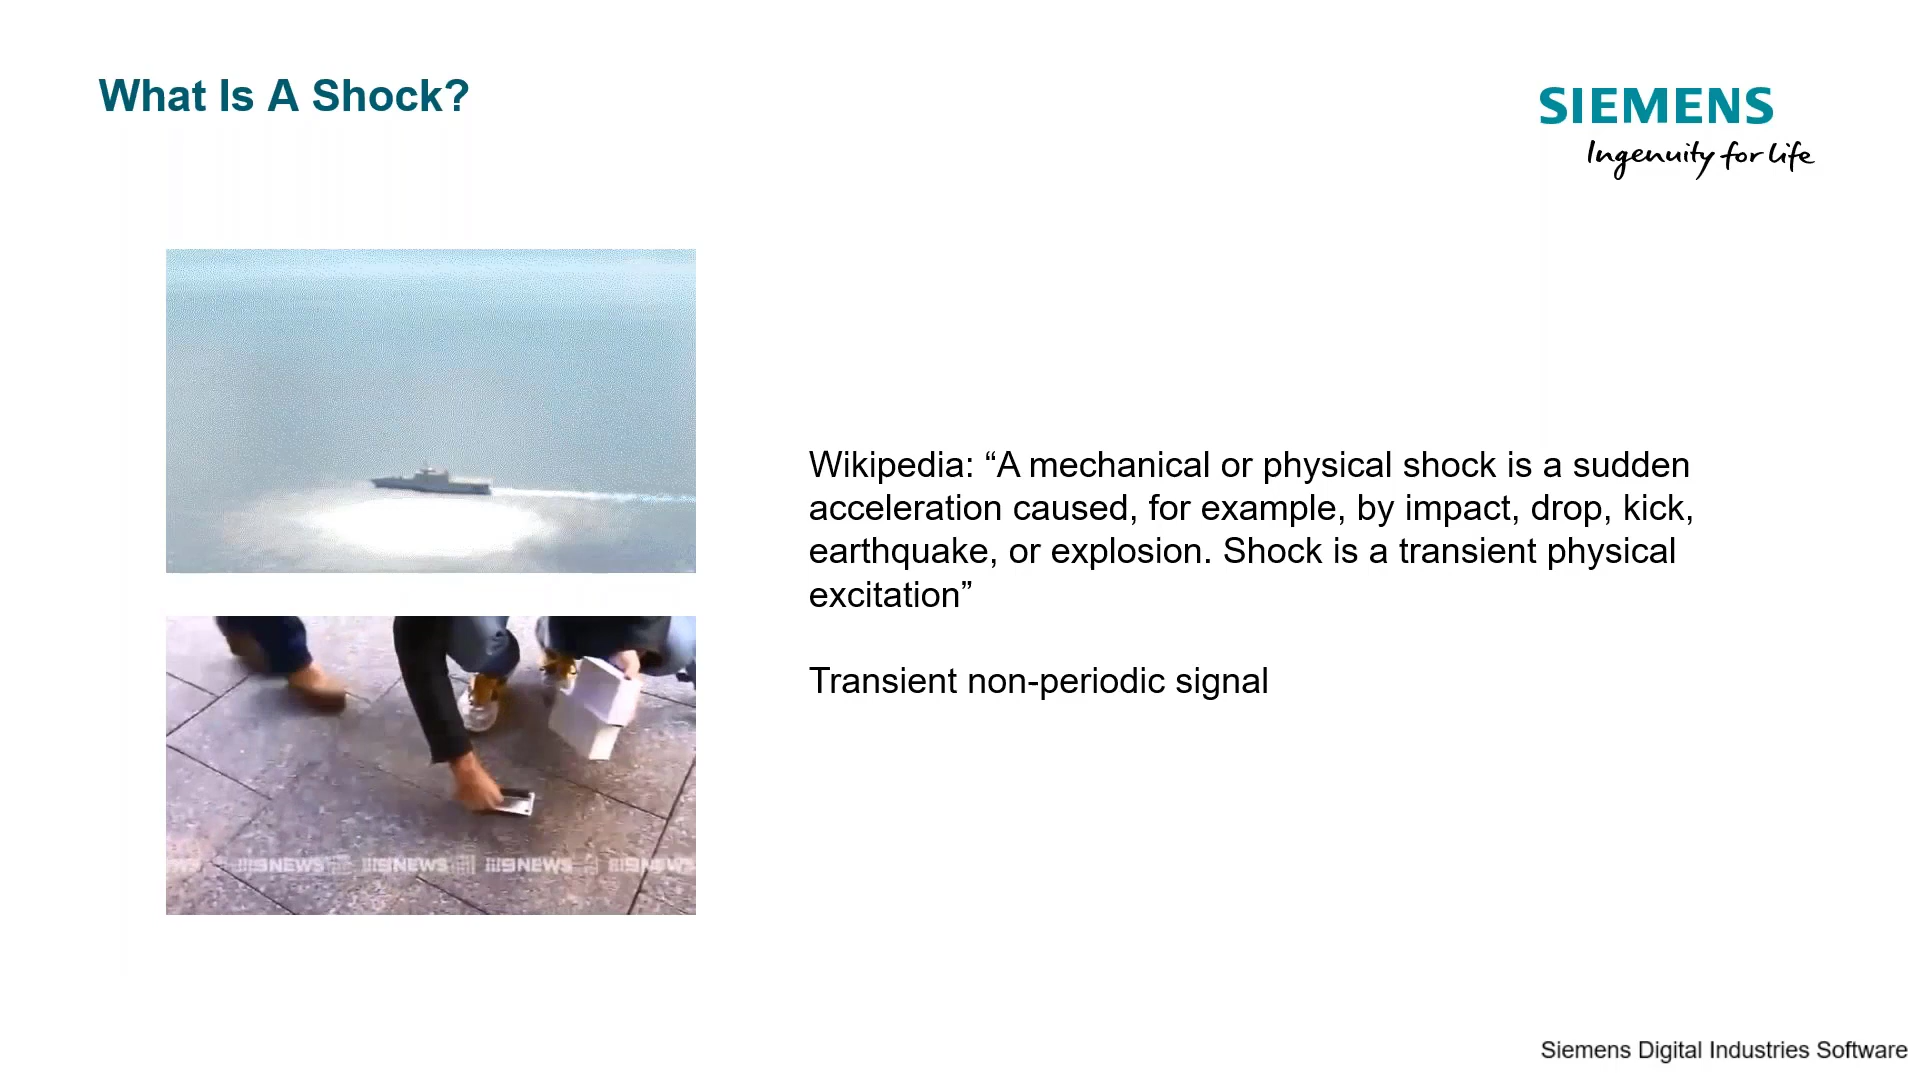 What Is A Shock?
SIEMENS
Ingenuity for life
Wikipedia: “A mechanical or physical shock is a sudden
acceleration caused, for example, by impact, drop, kick,
earthquake, or explosion. Shock is a transient physical
excitation”
Transient non-periodic signal
9NEWS 9NEWS 9NEWS 9NEWS
Siemens Digital Industries Software